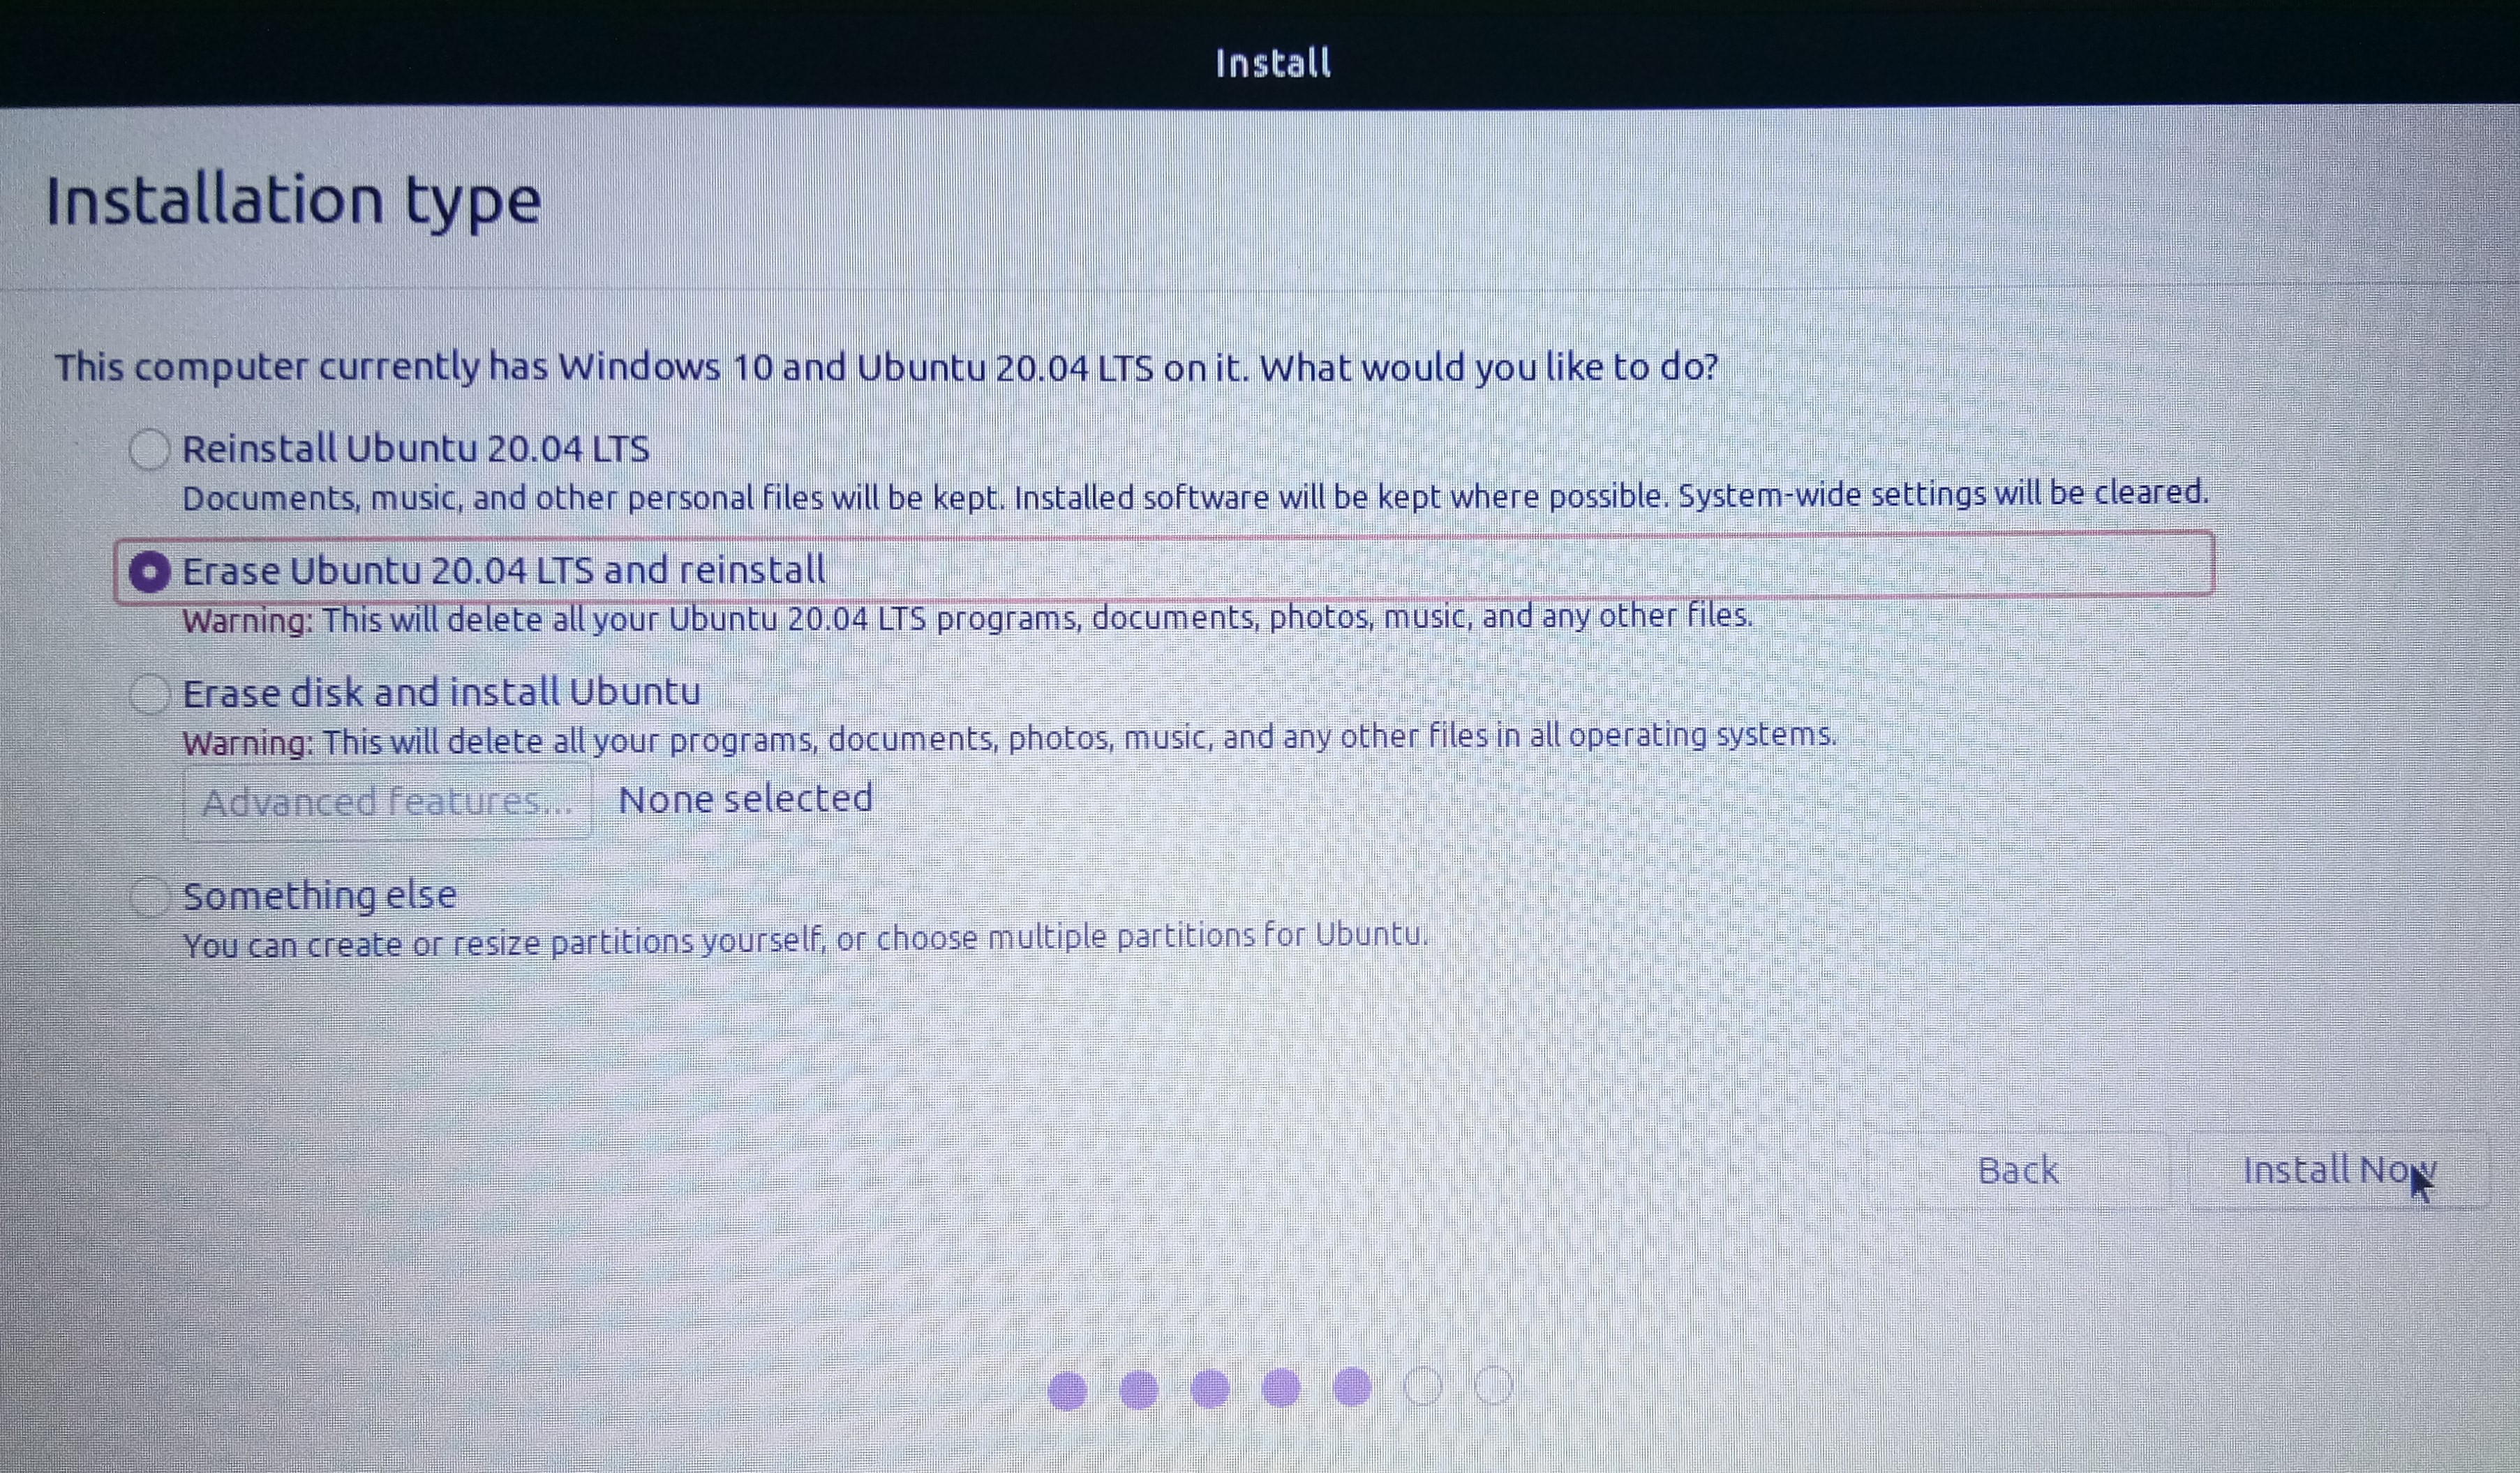 Install
Installation type
This computer currently has Windows 10 and Ubuntu 20.04 LTS on it. What would you like to do?
Reinstall Ubuntu 20.04 LTS
Documents, music, and other personal files will be kept. Installed software will be kept where possible. System-wide settings will be cleared.
Erase Ubuntu 20.04 LTS and reinstall
Warning: This will delete all your Ubuntu 20.04 LTS programs, documents, photos, music, and any other files.
Erase disk and install Ubuntu
Warning: This will delete all your programs, documents, photos, music, and any other files in all operating systems.
Advanced features... None selected
Something else
You can create or resize partitions yourself, or choose multiple partitions for Ubuntu.
Back Install Now